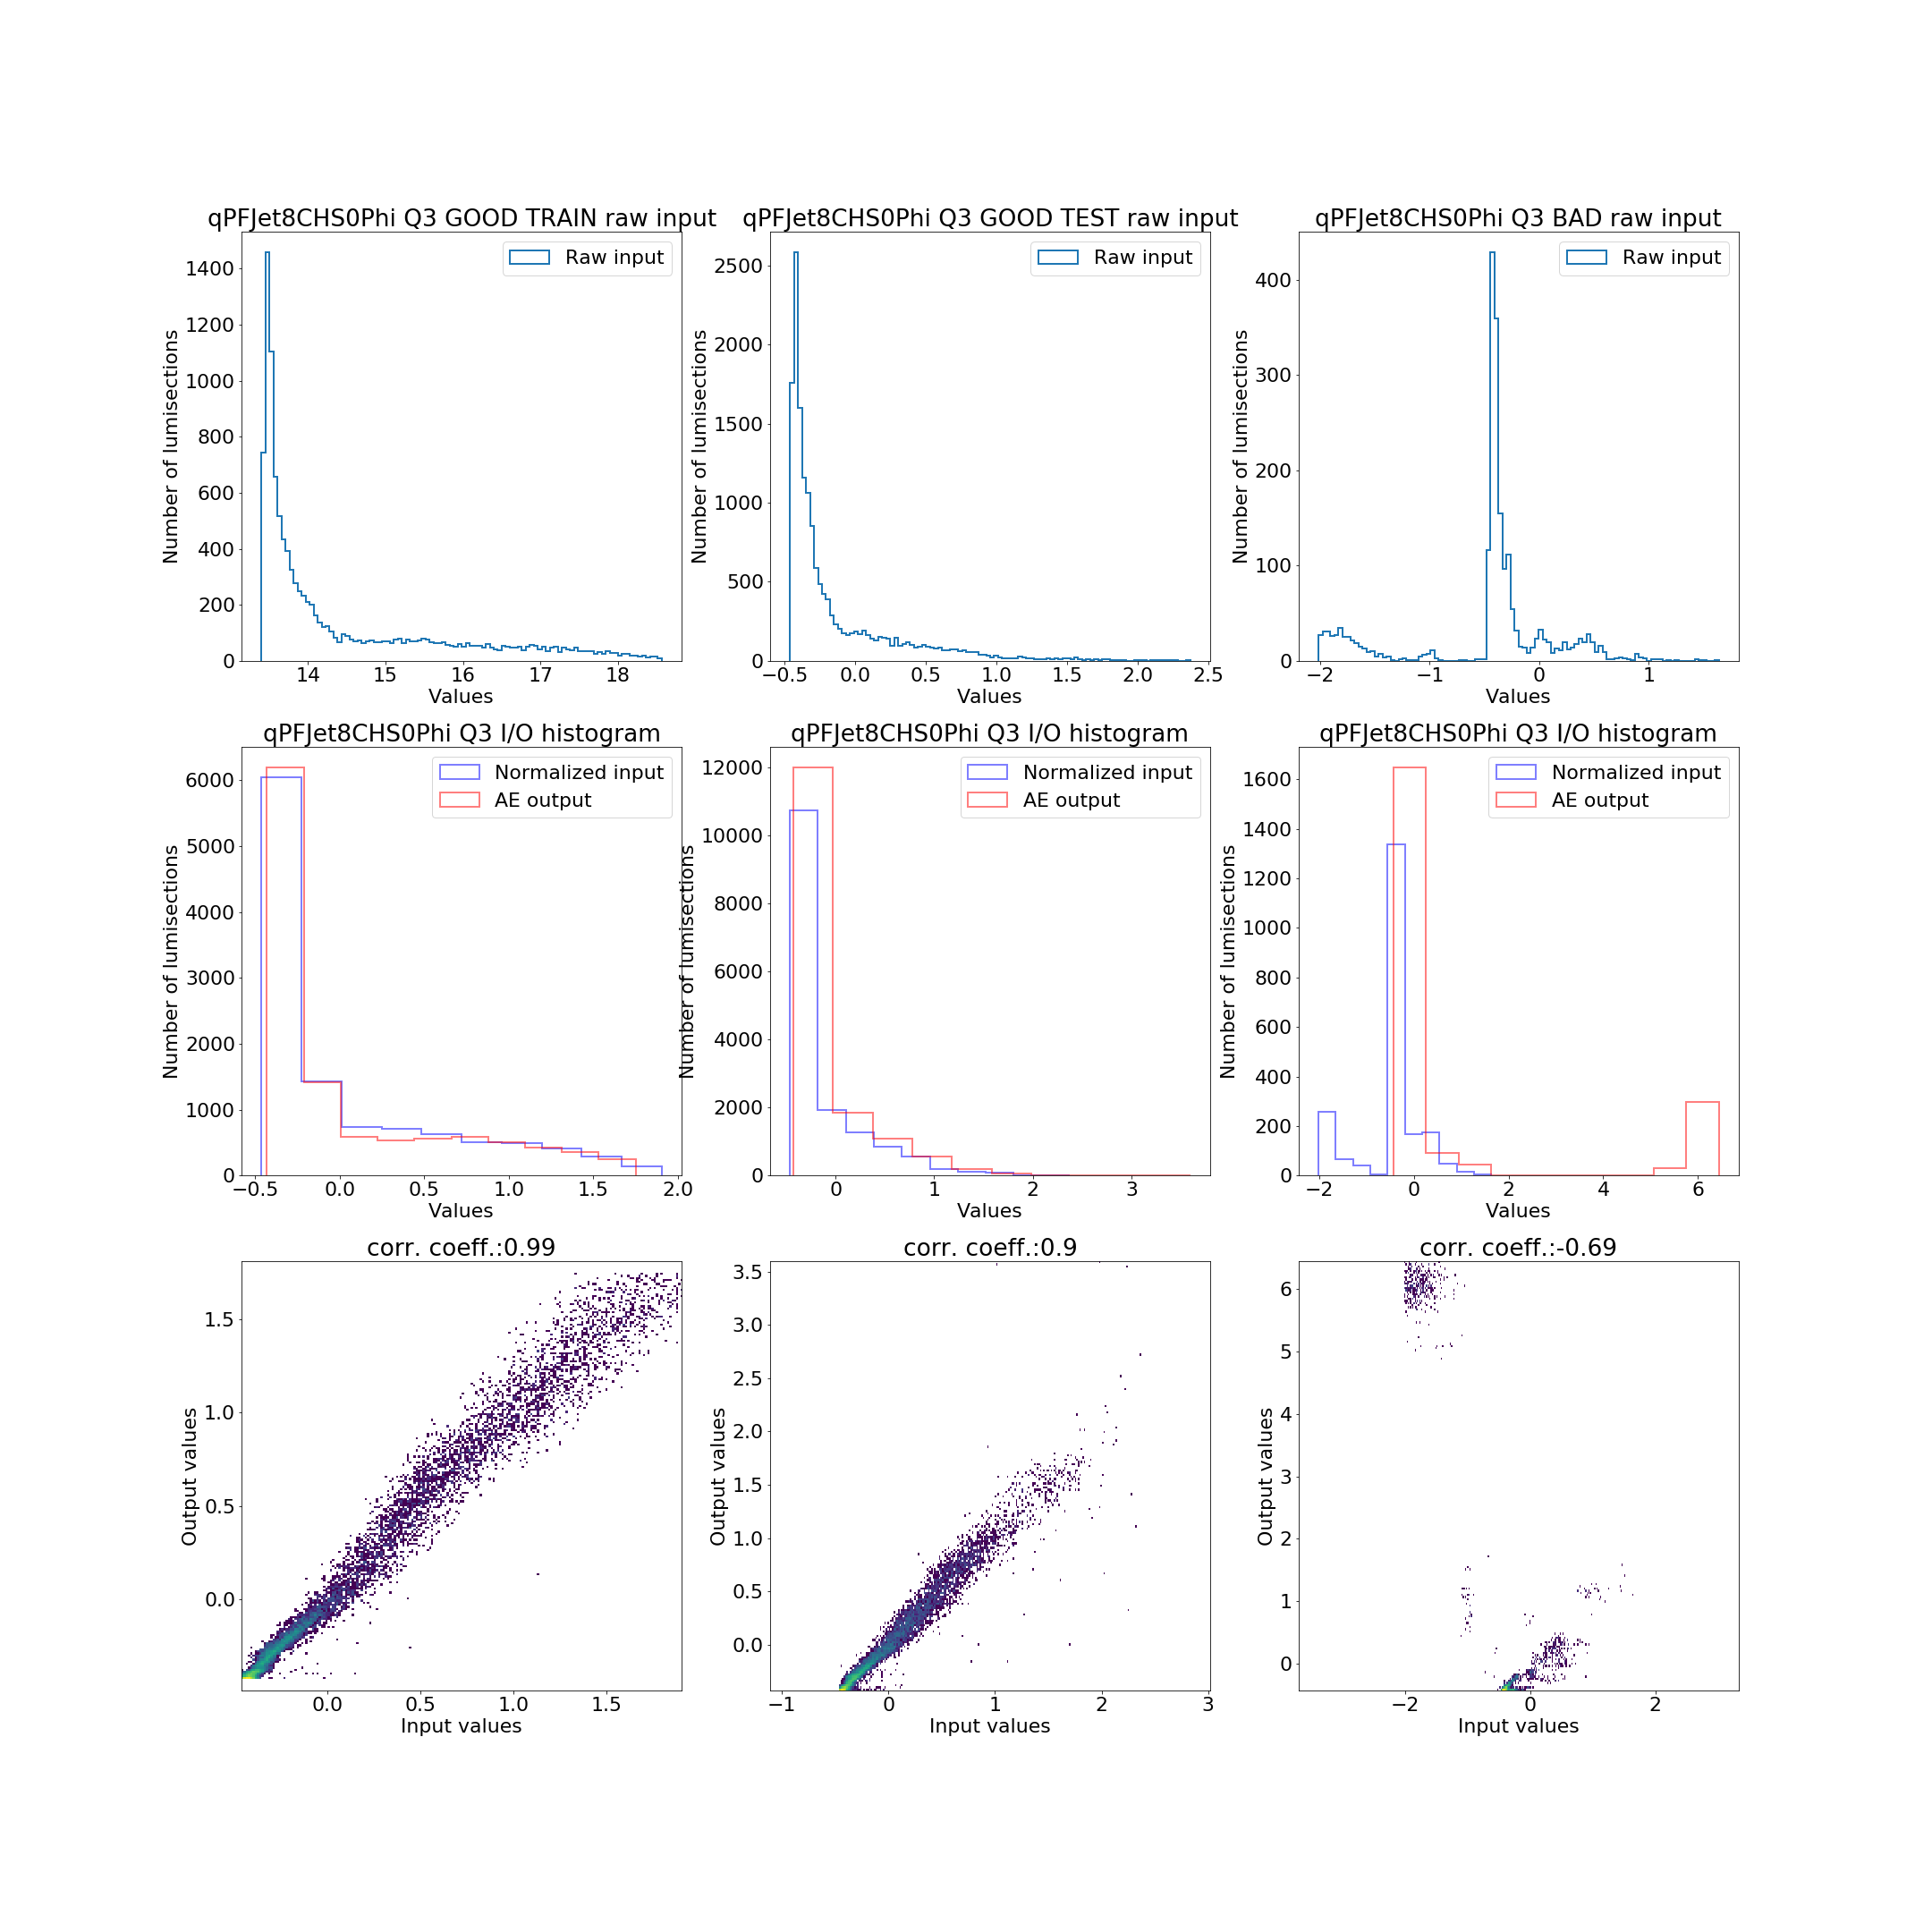 qPFJet8CHS0Phi Q3 GOOD TRAIN raw input
Raw input
1400
1200
1000
800
600
400
200
0
Number of lumisections
14 15 16 17 18
Values
qPFJet8CHS0Phi Q3 GOOD TEST raw input
Raw input
2500
2000
1500
1000
500
0
Number of lumisections
−0.5 0.0 0.5 1.0 1.5 2.0 2.5
Values
qPFJet8CHS0Phi Q3 BAD raw input
Raw input
400
300
200
100
0
Number of lumisections
−2 −1 0 1
Values
qPFJet8CHS0Phi Q3 I/O histogram
Normalized input
AE output
6000
5000
4000
3000
2000
1000
0
Number of lumisections
−0.5 0.0 0.5 1.0 1.5 2.0
Values
qPFJet8CHS0Phi Q3 I/O histogram
Normalized input
AE output
12000
10000
8000
6000
4000
2000
0
Number of lumisections
0 1 2 3
Values
qPFJet8CHS0Phi Q3 I/O histogram
Normalized input
AE output
1600
1400
1200
1000
800
600
400
200
0
Number of lumisections
−2 0 2 4 6
Values
corr. coeff.:0.99
1.5
1.0
0.5
0.0
Output values
0.0 0.5 1.0 1.5
Input values
corr. coeff.:0.9
3.5
3.0
2.5
2.0
1.5
1.0
0.5
0.0
Output values
−1 0 1 2 3
Input values
corr. coeff.:-0.69
6
5
4
3
2
1
0
Output values
−2 0 2
Input values